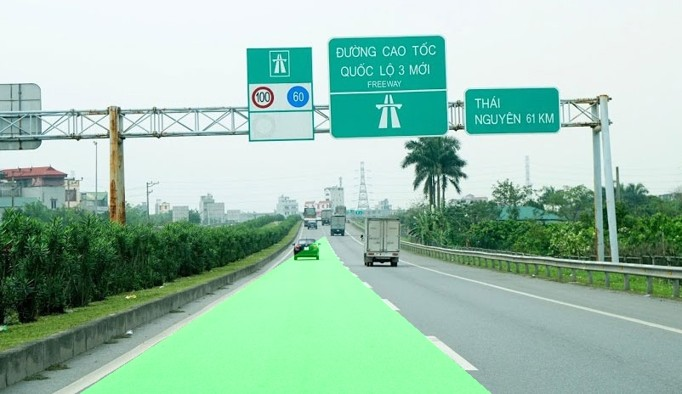 100
60
ĐƯỜNG CAO TỐC
QUỐC LỘ 3 MỚI
FREEWAY
THÁI
NGUYÊN 61 KM